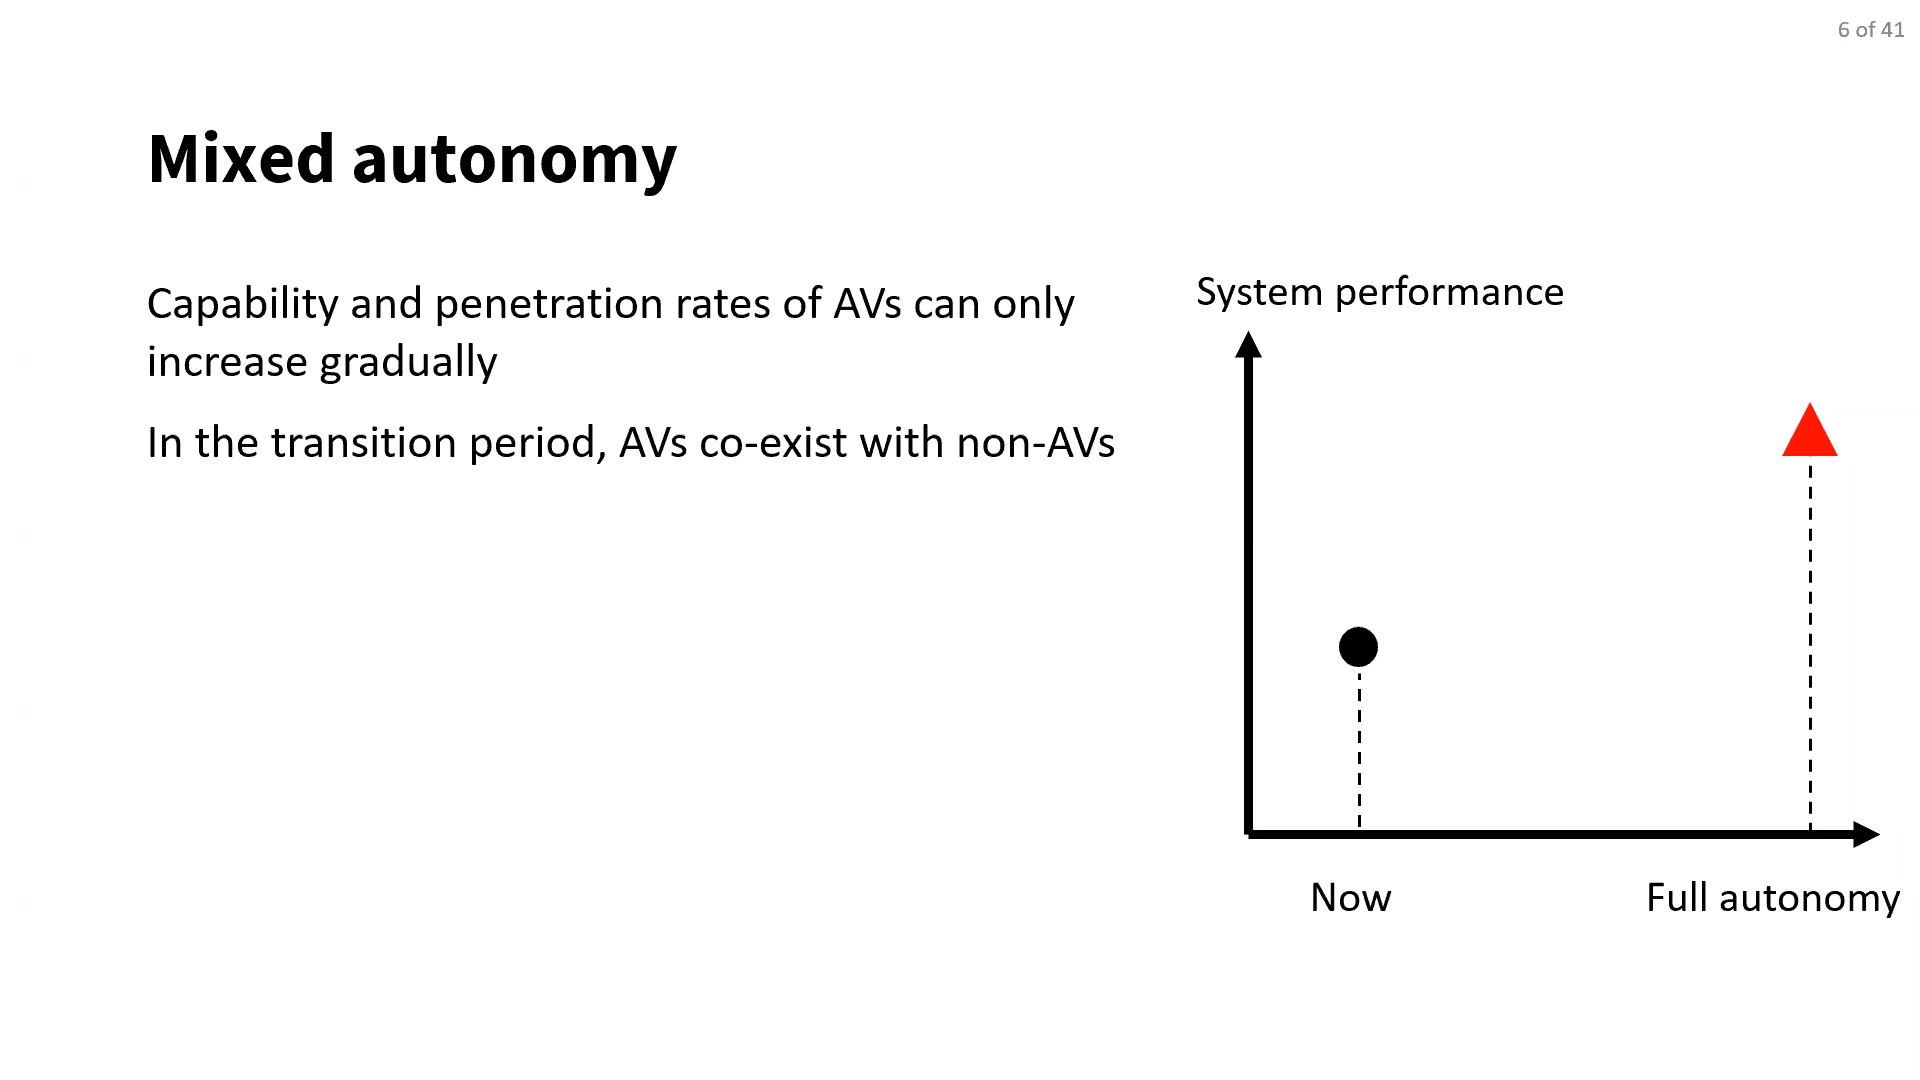 6 of 41
Mixed autonomy
Capability and penetration rates of AVs can only
increase gradually
In the transition period, AVs co-exist with non-AVs
System performance
Now
Full autonomy